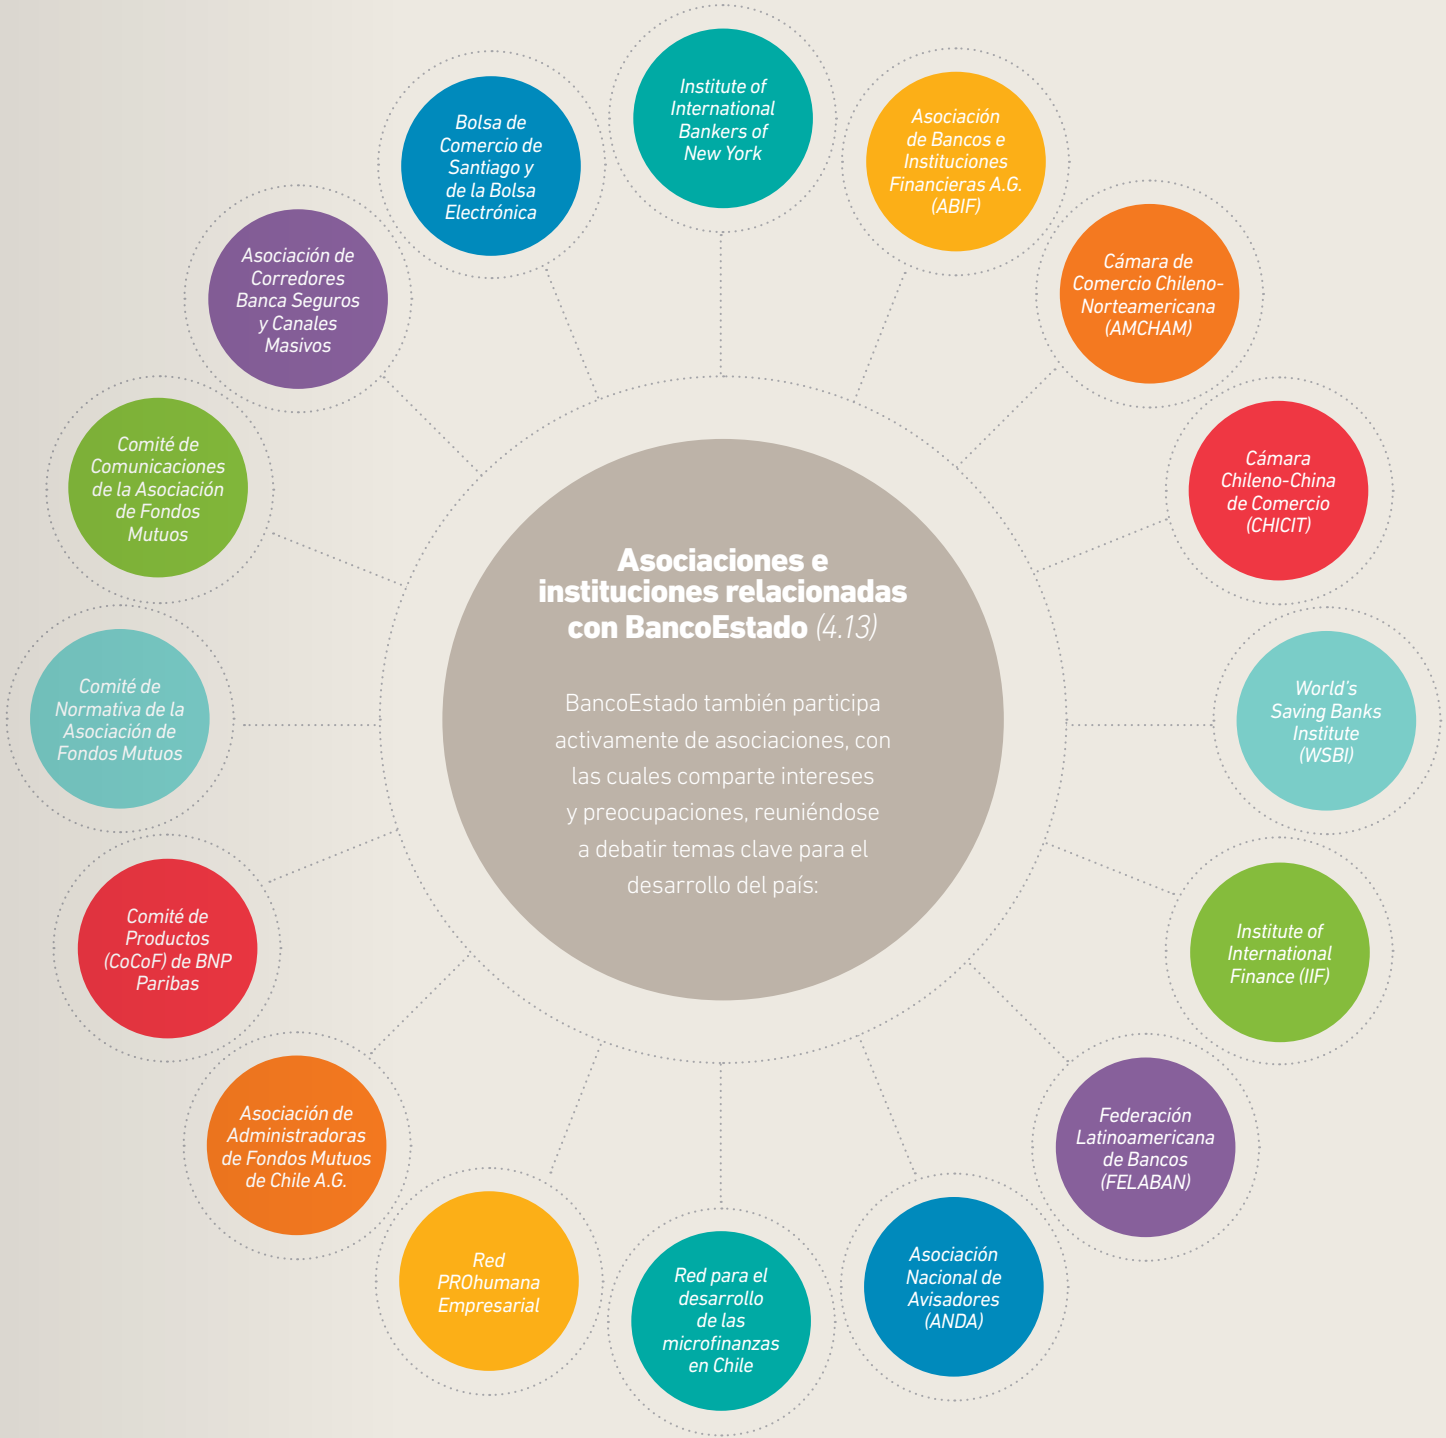 Institute of
International
Bankers of
New York
Asociación
de Bancos e
Instituciones
Financieras A.G.
(ABIF)
Cámara de
Comercio Chileno-
Norteamericana
(AMCHAM)
Cámara
Chileno-China
de Comercio
(CHICIT)
World's
Saving Banks
Institute
(WSBI)
Institute of
International
Finance (IIF)
Federación
Latinoamericana
de Bancos
(FELABAN)
Asociación
Nacional de
Avisadores
(ANDA)
Red para el
desarrollo
de las
microfinanzas
en Chile
Red
PROhumana
Empresarial
Asociación de
Administradoras
de Fondos Mutuos
de Chile A.G.
Comité de
Productos
(CoCoF) de BNP
Paribas
Comité de
Normativa de la
Asociación de
Fondos Mutuos
Comité de
Comunicaciones
de la Asociación
de Fondos
Mutuos
Asociación de
Corredores
Banca Seguros
y Canales
Masivos
Bolsa de
Comercio de
Santiago y
de la Bolsa
Electrónica
Asociaciones e
instituciones relacionadas
con BancoEstado (4.13)
BancoEstado también participa
activamente de asociaciones, con
las cuales comparte intereses
y preocupaciones, reuniéndose
a debatir temas clave para el
desarrollo del país: